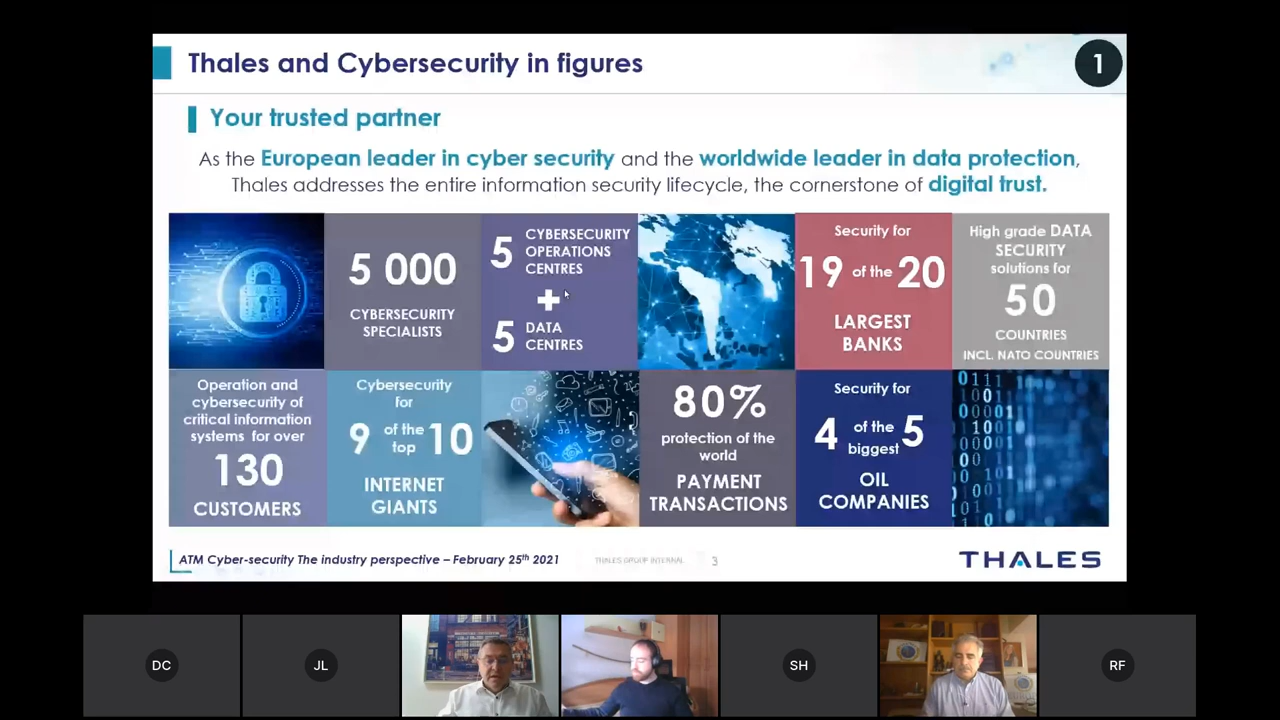 Thales and Cybersecurity in figures
1
Your trusted partner
As the European leader in cyber security and the worldwide leader in data protection,
Thales addresses the entire information security lifecycle, the cornerstone of digital trust.
5 000
CYBERSECURITY
SPECIALISTS
5
CYBERSECURITY
OPERATIONS
CENTRES
+
5
DATA
CENTRES
Security for
19 of the 20
LARGEST
BANKS
High grade DATA
SECURITY
solutions for
50
COUNTRIES
INCL. NATO COUNTRIES
Operation and
cybersecurity of
critical information
systems for over
130
CUSTOMERS
Cybersecurity
for
9 of the top 10
INTERNET
GIANTS
80%
protection of the
world
PAYMENT
TRANSACTIONS
Security for
4 of the biggest 5
OIL
COMPANIES
ATM Cyber-security The industry perspective – February 25th 2021
THALES GROUP INTERNAL
3
THALES
DC
JL
SH
RF